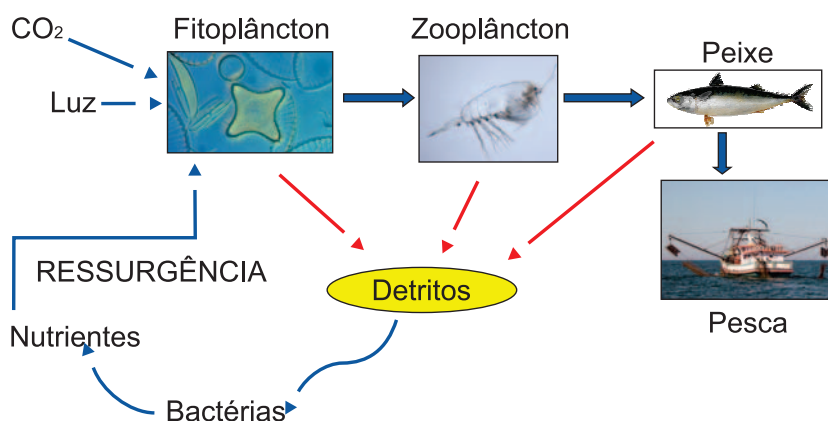 CO₂
Fitoplâncton
Zooplâncton
Peixe
Luz
RESSURGÊNCIA
Detritos
Pesca
Nutrientes
Bactérias